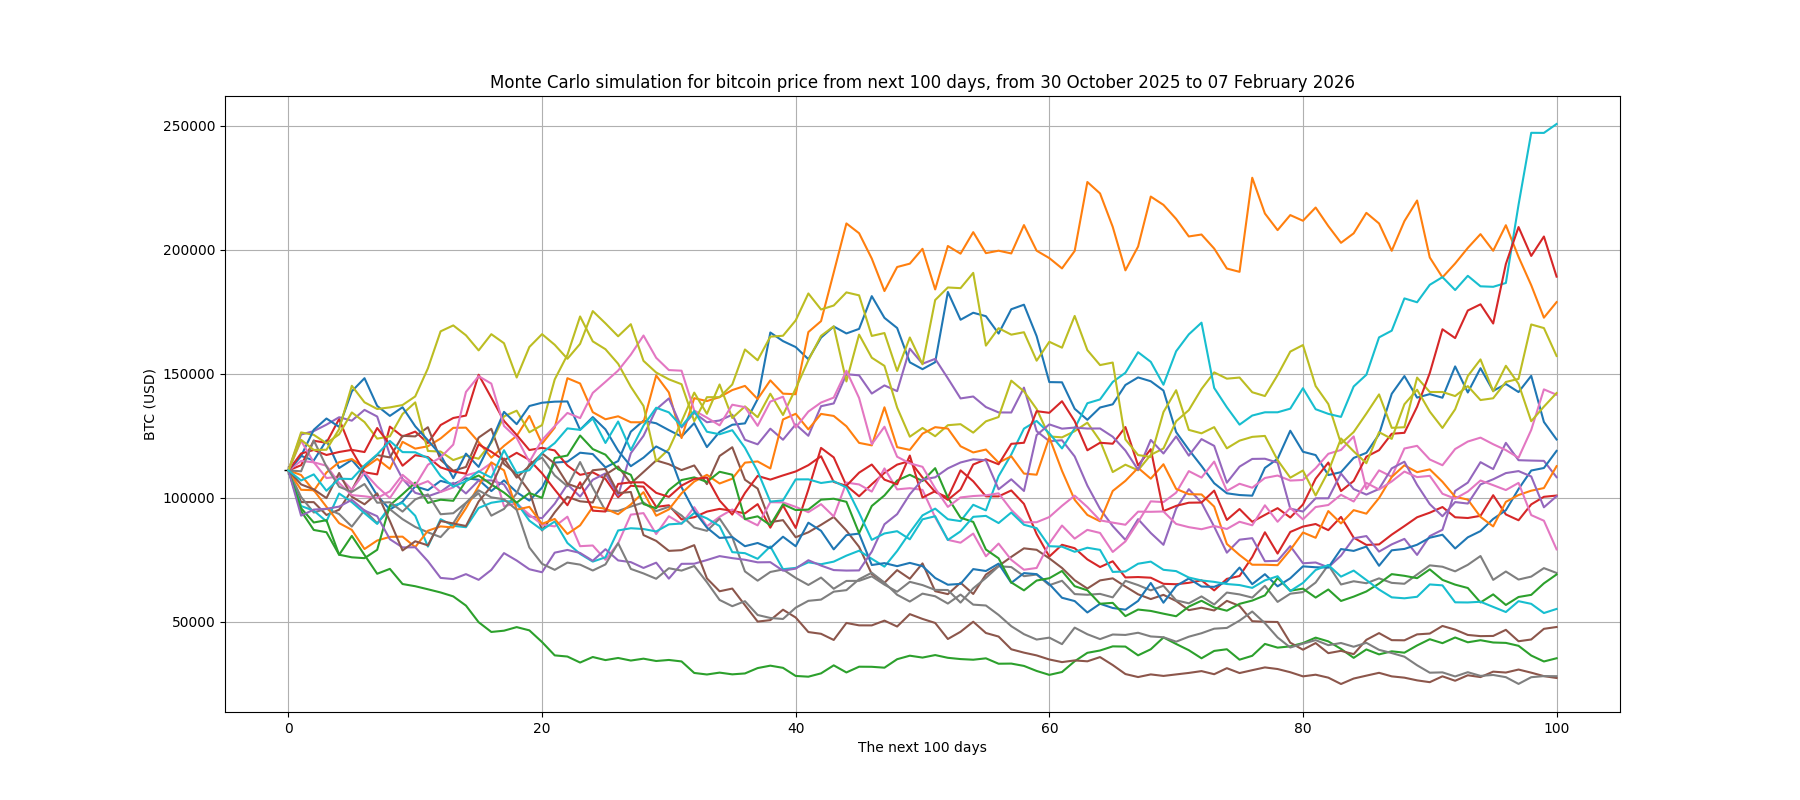 Monte Carlo simulation for bitcoin price from next 100 days, from 30 October 2025 to 07 February 2026
250000
200000
150000
100000
50000
BTC (USD)
0 20 40 60 80 100
The next 100 days